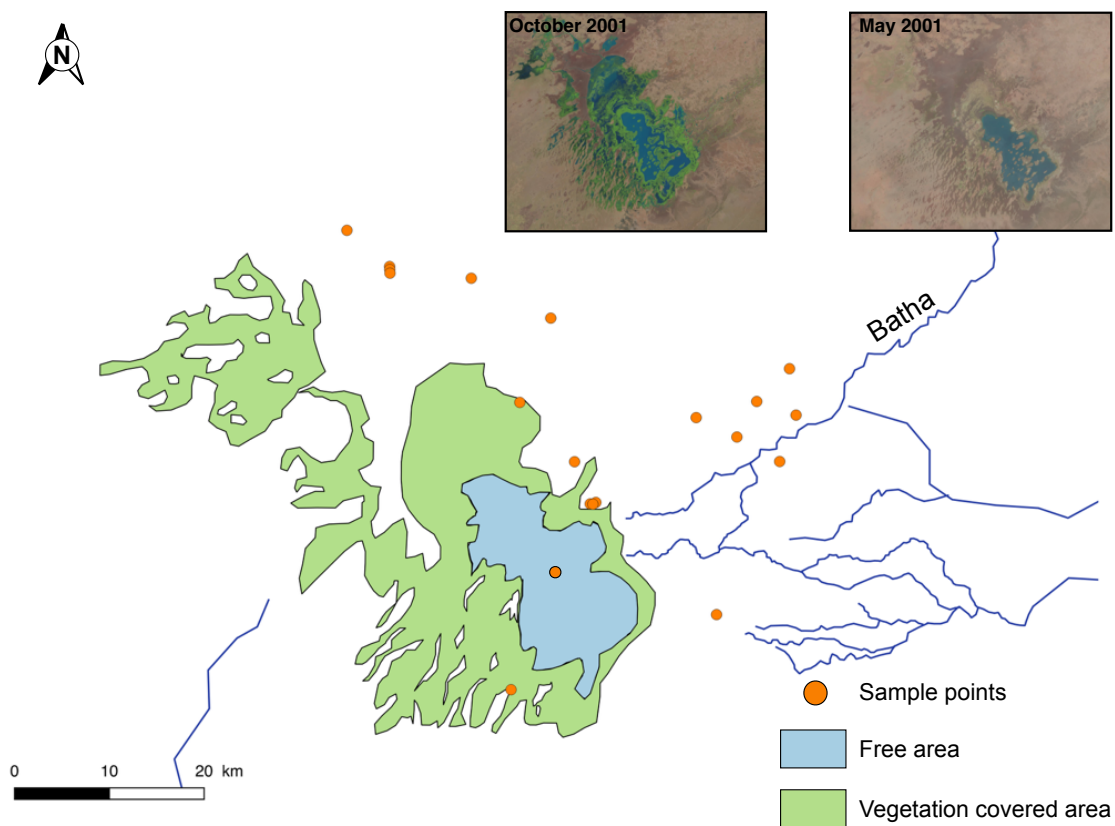 N
October 2001
May 2001
Batha
Sample points
Free area
Vegetation covered area
0 10 20 km